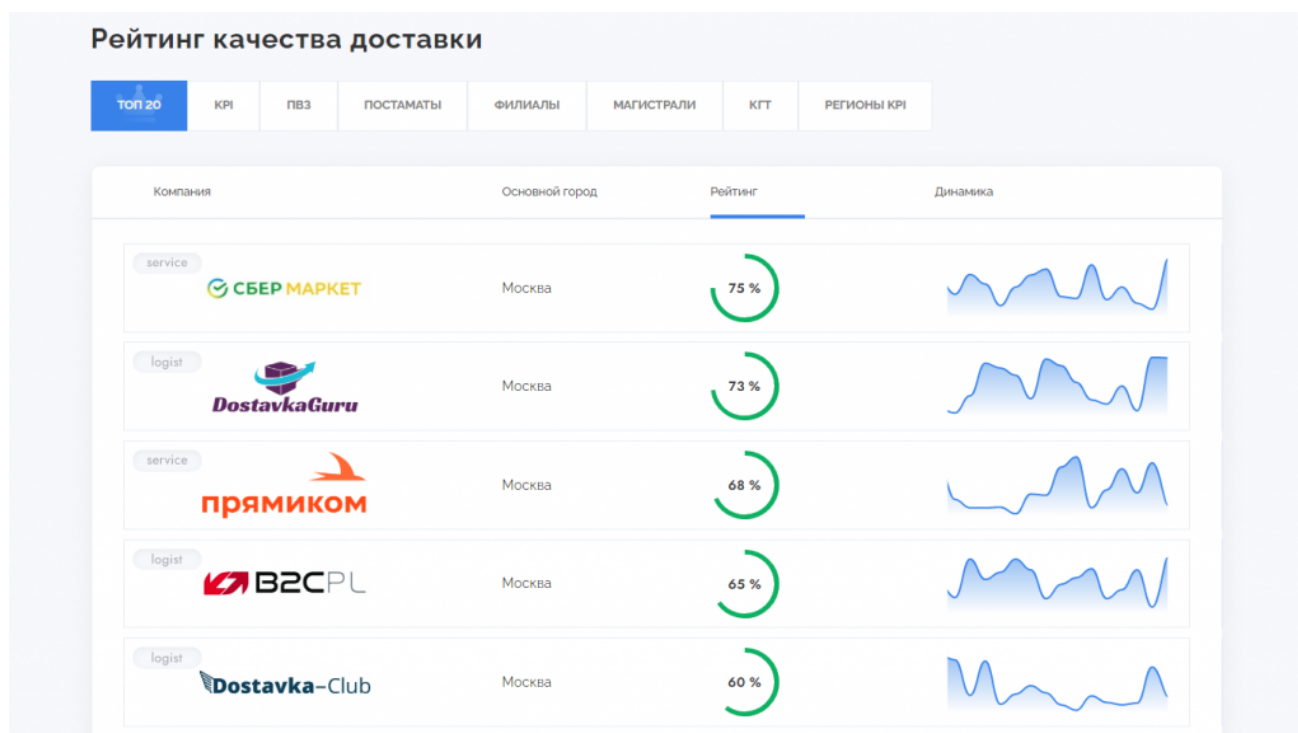 Рейтинг качества доставки
ТОП 20 KPI ПВЗ ПОСТАМАТЫ ФИЛИАЛЫ МАГИСТРАЛИ КГТ РЕГИОНЫ KPI
Компания Основной город Рейтинг Динамика
service
СБЕР МАРКЕТ Москва 75 %
logist
DostavkaGuru Москва 73 %
service
прямиком Москва 68 %
logist
B2CPL Москва 65 %
logist
Dostavka-Club Москва 60 %